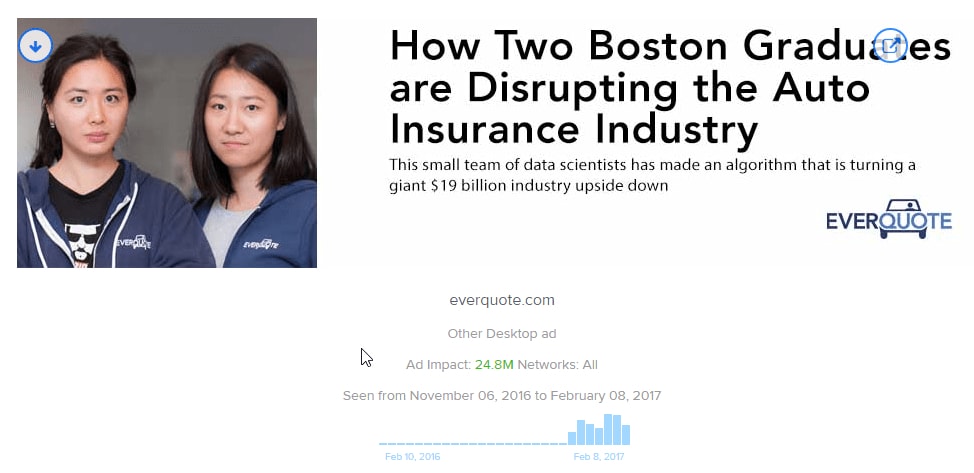 How Two Boston Graduates
are Disrupting the Auto
Insurance Industry
This small team of data scientists has made an algorithm that is turning a
giant $19 billion industry upside down
EVERQUOTE
EVERQUOTE
EVERQUOTE
everquote.com
Other Desktop ad
Ad Impact: 24.8M Networks: All
Seen from November 06, 2016 to February 08, 2017
Feb 10, 2016 Feb 8, 2017